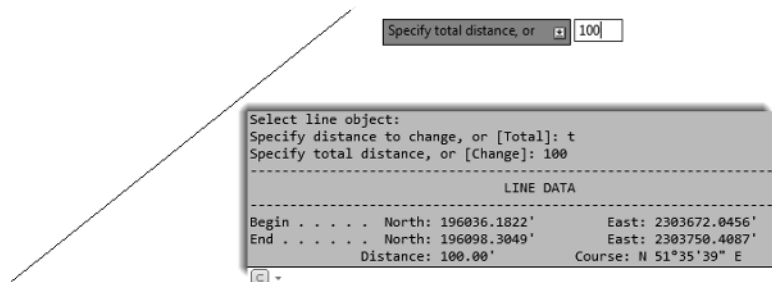 Specify total distance, or 100
Select line object:
Specify distance to change, or [Total]: t
Specify total distance, or [Change]: 100
--------------------------------------------------------------------
LINE DATA
--------------------------------------------------------------------
Begin . . . . . North: 196036.1822' East: 2303672.0456'
End . . . . . . North: 196098.3049' East: 2303750.4087'
Distance: 100.00' Course: N 51°35'39" E